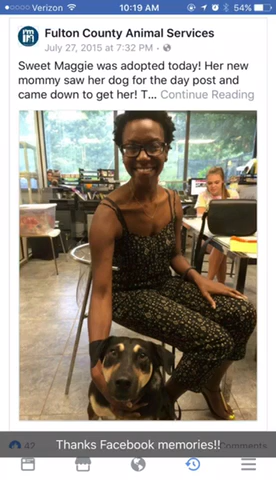 Verizon 10:19 AM 54%
Fulton County Animal Services
July 27, 2015 at 7:32 PM
Sweet Maggie was adopted today! Her new
mommy saw her dog for the day post and
came down to get her! T... Continue Reading
Thanks Facebook memories!!
42 Comments